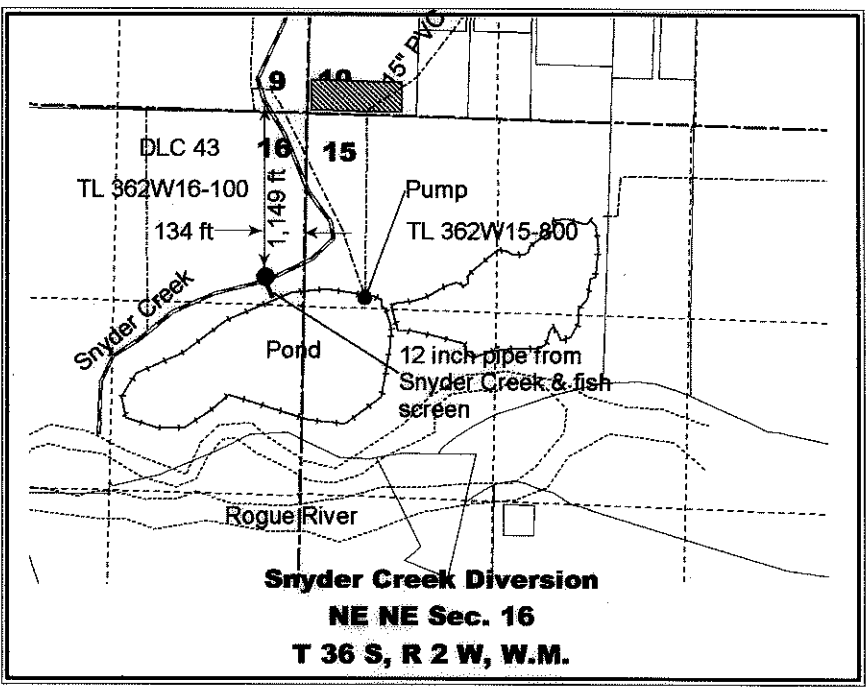 15" PVC
9 10
DLC 43
16 15
TL 362W16-100
1,149 ft
Pump
134 ft
TL 362W15-800
Snyder Creek
Pond
12 inch pipe from
Snyder Creek & fish
screen
Rogue River
Snyder Creek Diversion
NE NE Sec. 16
T 36 S, R 2 W, W.M.